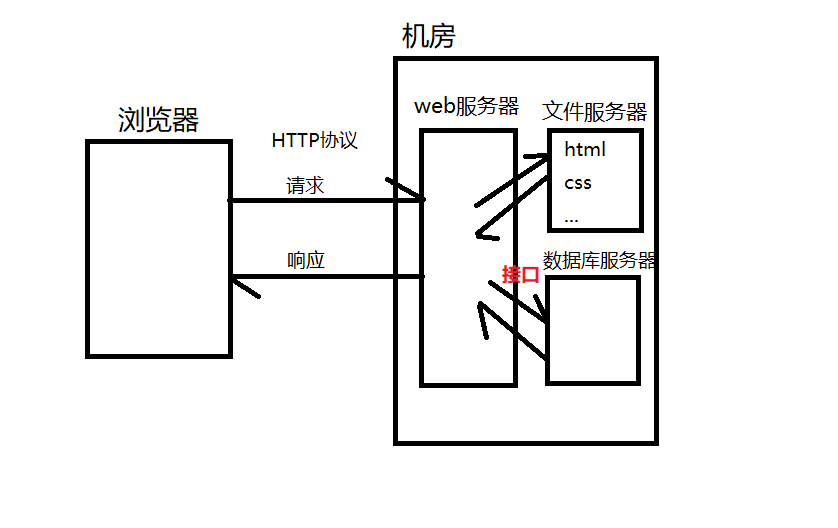 机房
浏览器
HTTP协议
请求
响应
web服务器
文件服务器
html
css
...
接口
数据库服务器